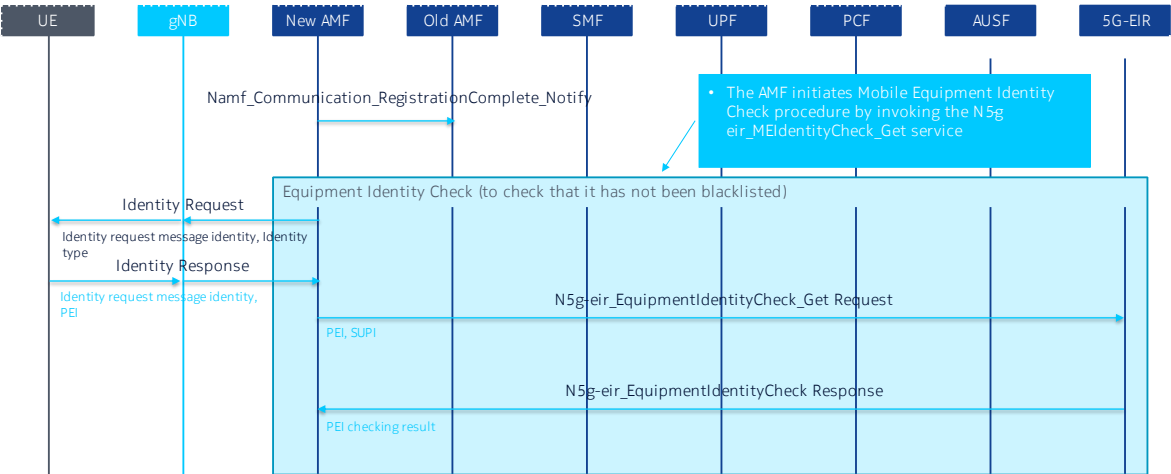 UE gNB New AMF Old AMF SMF UPF PCF AUSF 5G-EIR
Namf_Communication_RegistrationComplete_Notify
• The AMF initiates Mobile Equipment Identity
Check procedure by invoking the N5g-
eir_MEIdentityCheck_Get service
Equipment Identity Check (to check that it has not been blacklisted)
Identity Request
Identity request message identity, Identity
type
Identity Response
Identity request message identity,
PEI
N5g-eir_EquipmentIdentityCheck_Get Request
PEI, SUPI
N5g-eir_EquipmentIdentityCheck Response
PEI checking result